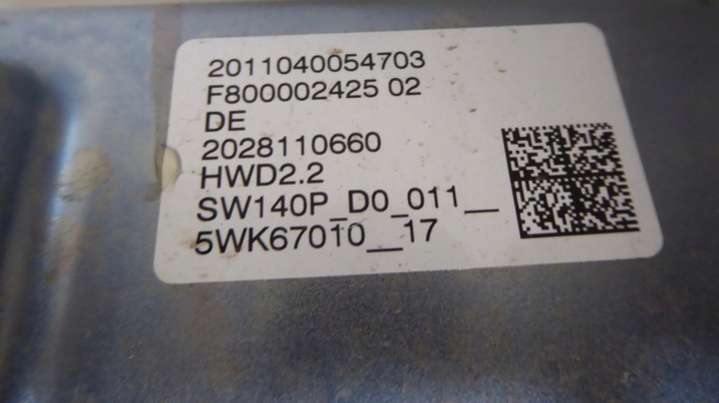 2011040054703
F800002425 02
DE
2028110660
HWD2.2
SW140P_D0_011__
5WK67010__17